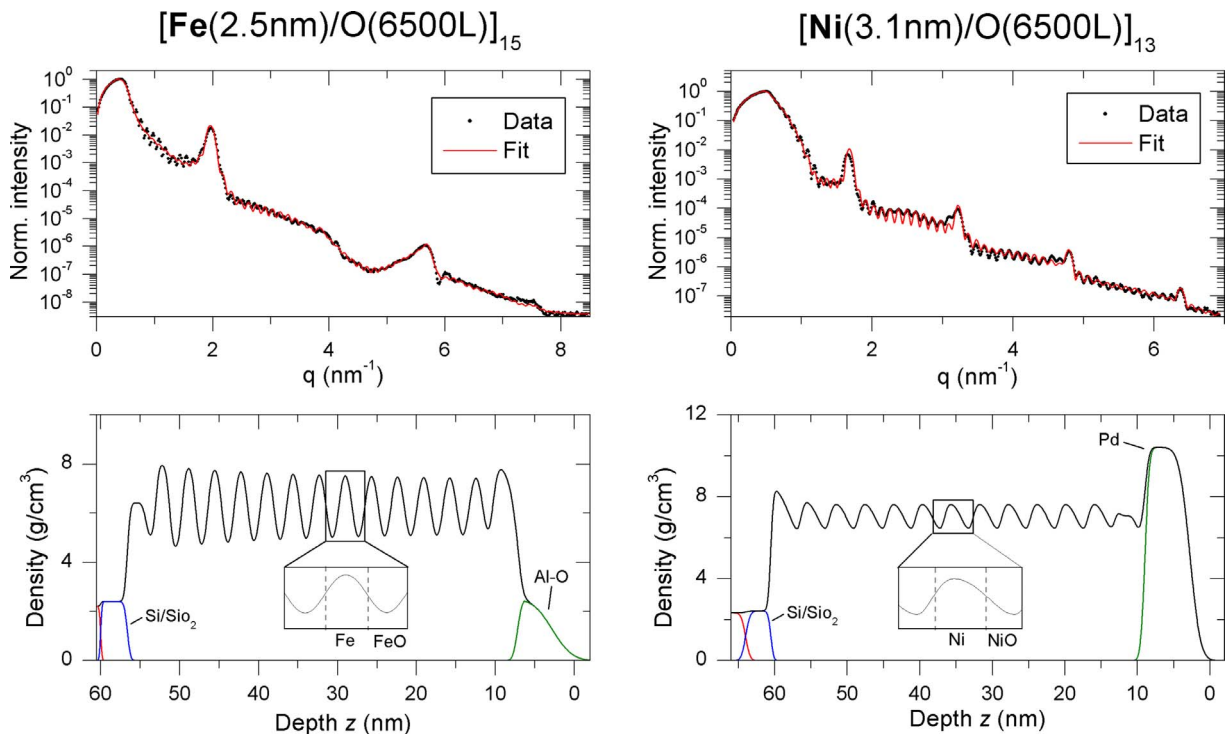 [Fe(2.5nm)/O(6500L)]15
10^0
10^-1
10^-2
10^-3
10^-4
10^-5
10^-6
10^-7
10^-8
Norm. intensity
Data
Fit
0 2 4 6 8
q (nm^-1)
8
4
0
Density (g/cm^3)
Si/Sio2
Fe FeO
Al-O
60 50 40 30 20 10 0
Depth z (nm)
[Ni(3.1nm)/O(6500L)]13
10^0
10^-1
10^-2
10^-3
10^-4
10^-5
10^-6
10^-7
Norm. intensity
Data
Fit
0 2 4 6
q (nm^-1)
12
8
4
0
Density (g/cm^3)
Pd
Si/Sio2
Ni NiO
60 50 40 30 20 10 0
Depth z (nm)